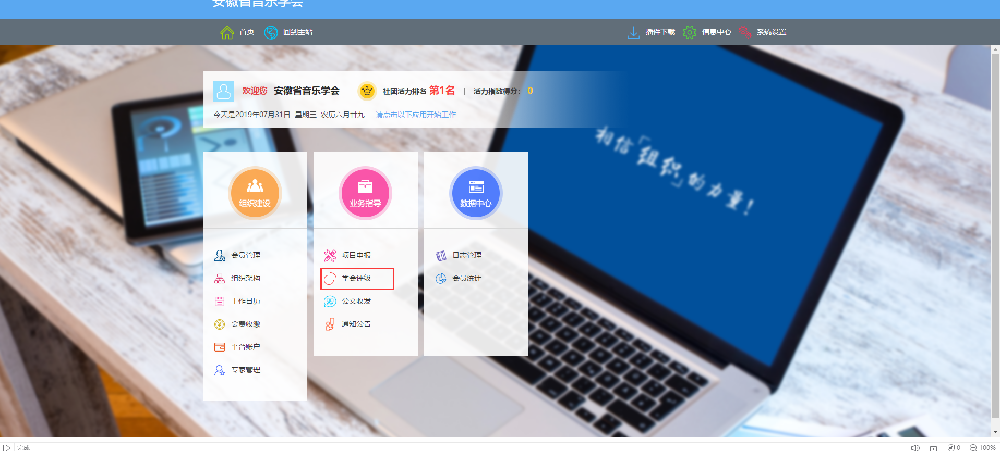 安徽省音乐学会
首页 回到主站 插件下载 信息中心 系统设置
欢迎您 安徽省音乐学会 社团活力排名 第1名 活力指数得分： 0
今天是2019年07月31日 星期三 农历六月廿九 请点击以下应用开始工作
相信「组织」的力量！
组织建设
会员管理
组织架构
工作日历
会费收缴
平台账户
专家管理
业务指导
项目申报
学会评级
公文收发
通知公告
数据中心
日志管理
会员统计
完成 0 100%